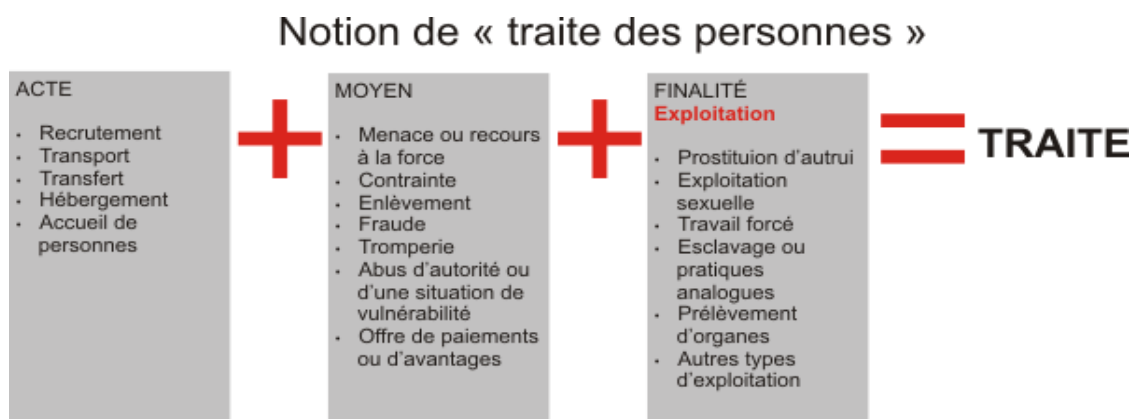 Notion de « traite des personnes »
ACTE
· Recrutement
· Transport
· Transfert
· Hébergement
· Accueil de
personnes
+
MOYEN
· Menace ou recours
à la force
· Contrainte
· Enlèvement
· Fraude
· Tromperie
· Abus d'autorité ou
d'une situation de
vulnérabilité
· Offre de paiements
ou d'avantages
+
FINALITÉ
Exploitation
· Prostituion d'autrui
· Exploitation
sexuelle
· Travail forcé
· Esclavage ou
pratiques
analogues
· Prélèvement
d'organes
· Autres types
d'exploitation
=
TRAITE